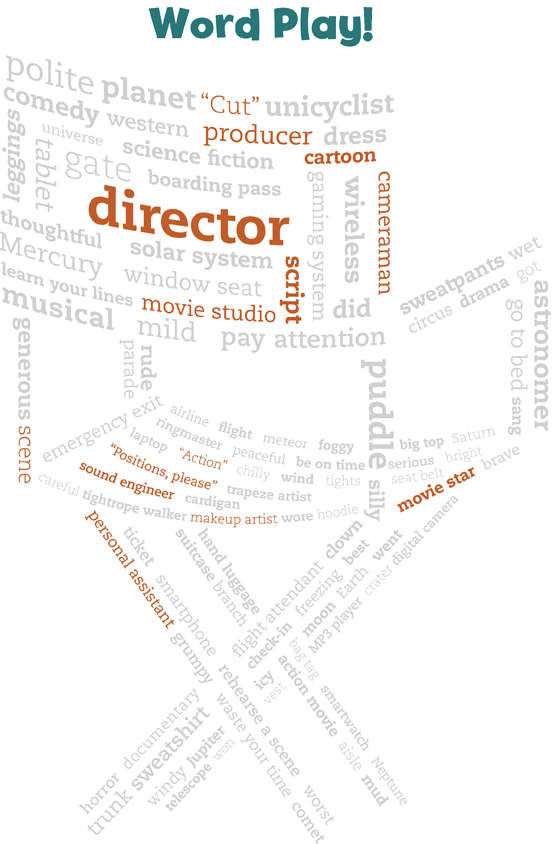 Word Play!
polite
planet
“Cut”
unicyclist
comedy
western
producer
dress
leggings
universe
science fiction
cartoon
tablet
gate
boarding pass
gaming system
wireless
cameraman
director
thoughtful
solar system
Mercury
window seat
script
learn your lines
movie studio
did
musical
mild
pay attention
sweatpants
wet
circus
drama
got
go to bed
astronomer
generous
parade
rude
puddle
sang
scene
emergency exit
airline
flight
meteor
foggy
big top
Saturn
ringmaster
peaceful
be on time
serious
bright
laptop
“Action”
chilly
wind
tights
seat belt
brave
“Positions, please”
sound engineer
cardigan
trapeze artist
silly
movie star
careful
tightrope walker
makeup artist
wore
hoodie
personal assistant
ticket
suitcase
hand luggage
clown
best
went
digital camera
smartphone
branch
flight attendant
freezing
Earth
crater
grumpy
check-in
moon
MP3 player
rehearse a scene
icy
bag tag
vest
action movie
smartwatch
documentary
sweatshirt
waste your time
horror
trunk
windy
Jupiter
telescope
won
aisle
Neptune
mud
worst
comet